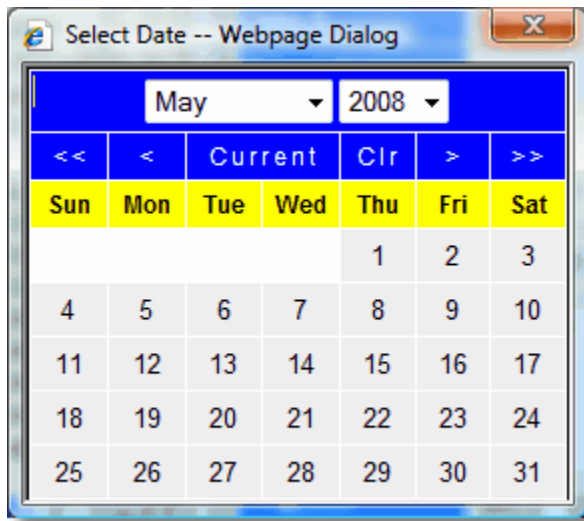 Select Date -- Webpage Dialog
May 2008
<< < Current Clr > >>
Sun Mon Tue Wed Thu Fri Sat
1 2 3
4 5 6 7 8 9 10
11 12 13 14 15 16 17
18 19 20 21 22 23 24
25 26 27 28 29 30 31